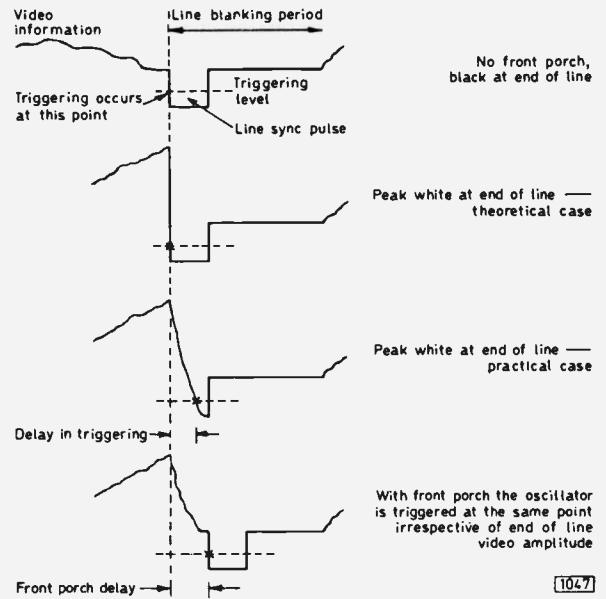 Video
information
Line blanking period
No front porch,
black at end of line
Triggering occurs
at this point
Triggering
level
Line sync pulse
Peak white at end of line —
theoretical case
Peak white at end of line —
practical case
Delay in triggering
With front porch the oscillator
is triggered at the same point
irrespective of end of line
video amplitude
Front porch delay
1047